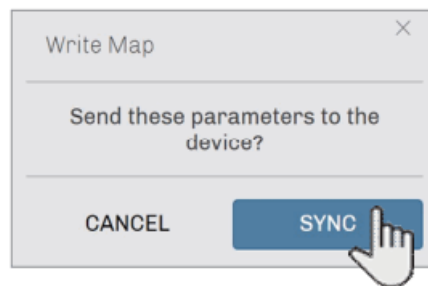 Write Map
Send these parameters to the
device?
CANCEL
SYNC